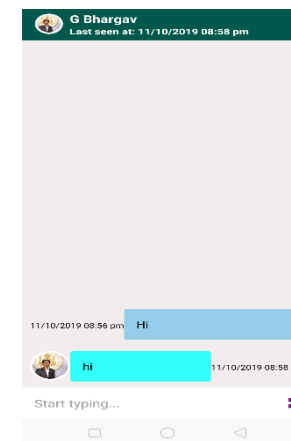 G Bhargav
Last seen at: 11/10/2019 08:58 pm
11/10/2019 08:56 pm Hi
hi 11/10/2019 08:58
Start typing...